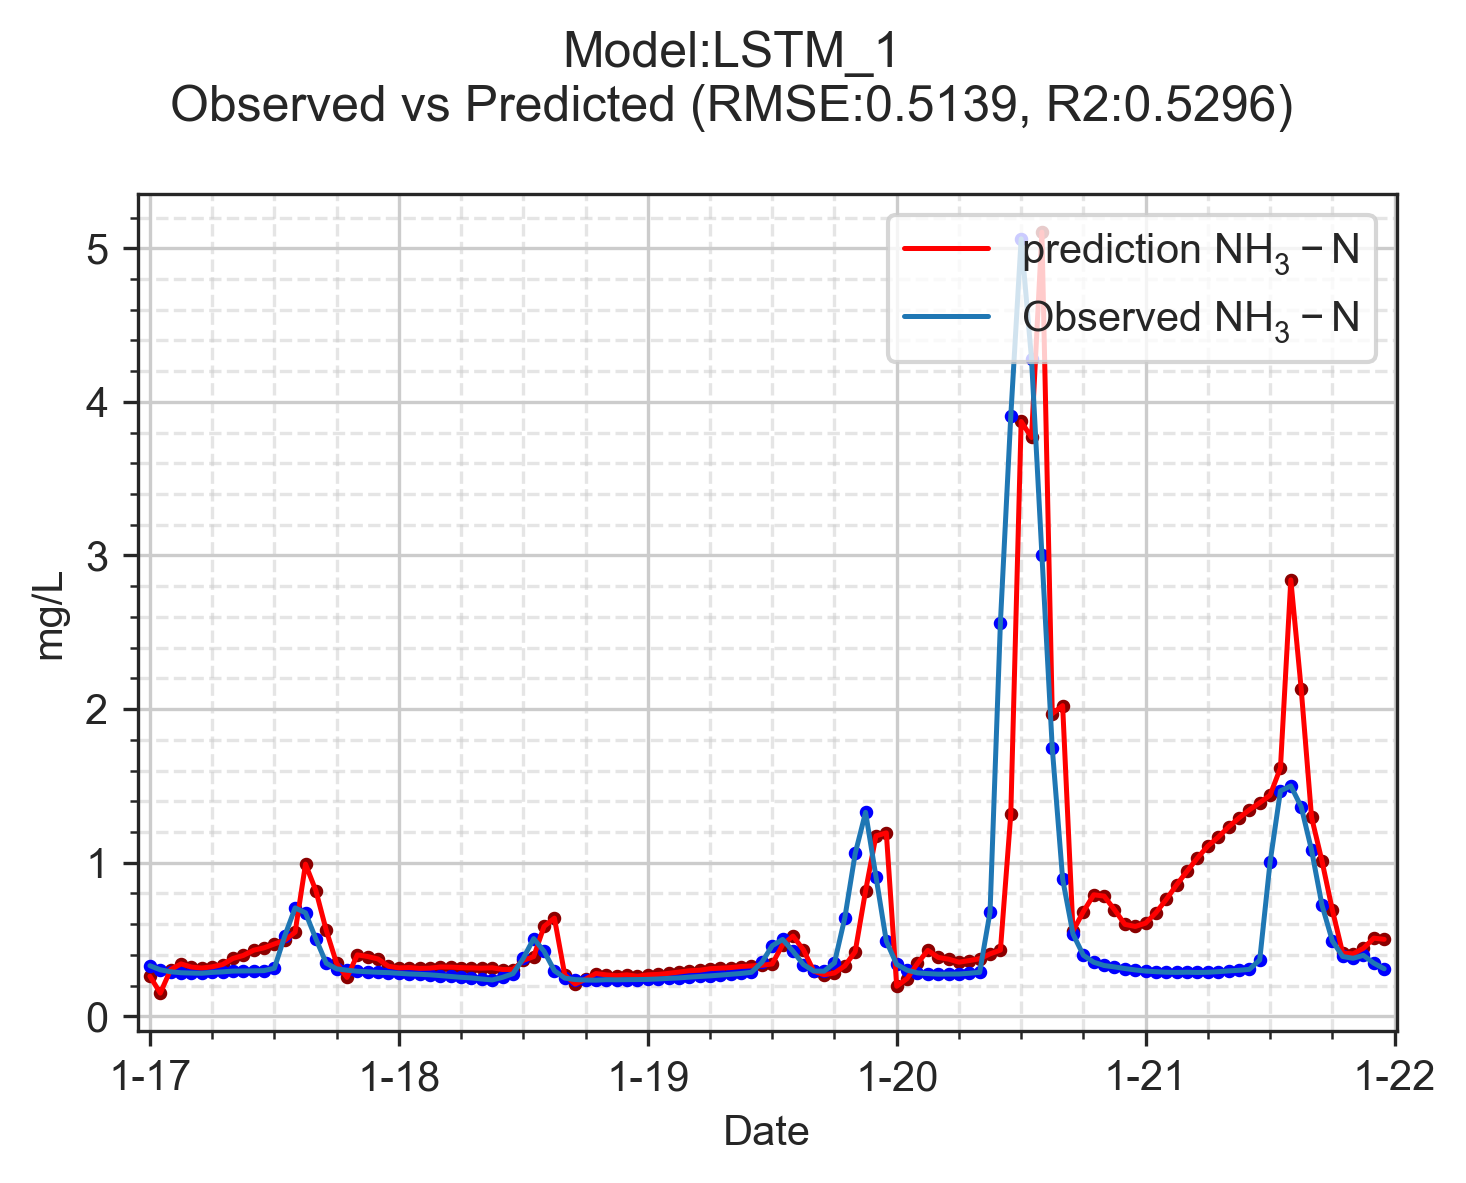 Model:LSTM_1
Observed vs Predicted (RMSE:0.5139, R2:0.5296)
prediction NH₃ − N
Observed NH₃ − N
5
4
3
2
1
0
mg/L
1-17 1-18 1-19 1-20 1-21 1-22
Date